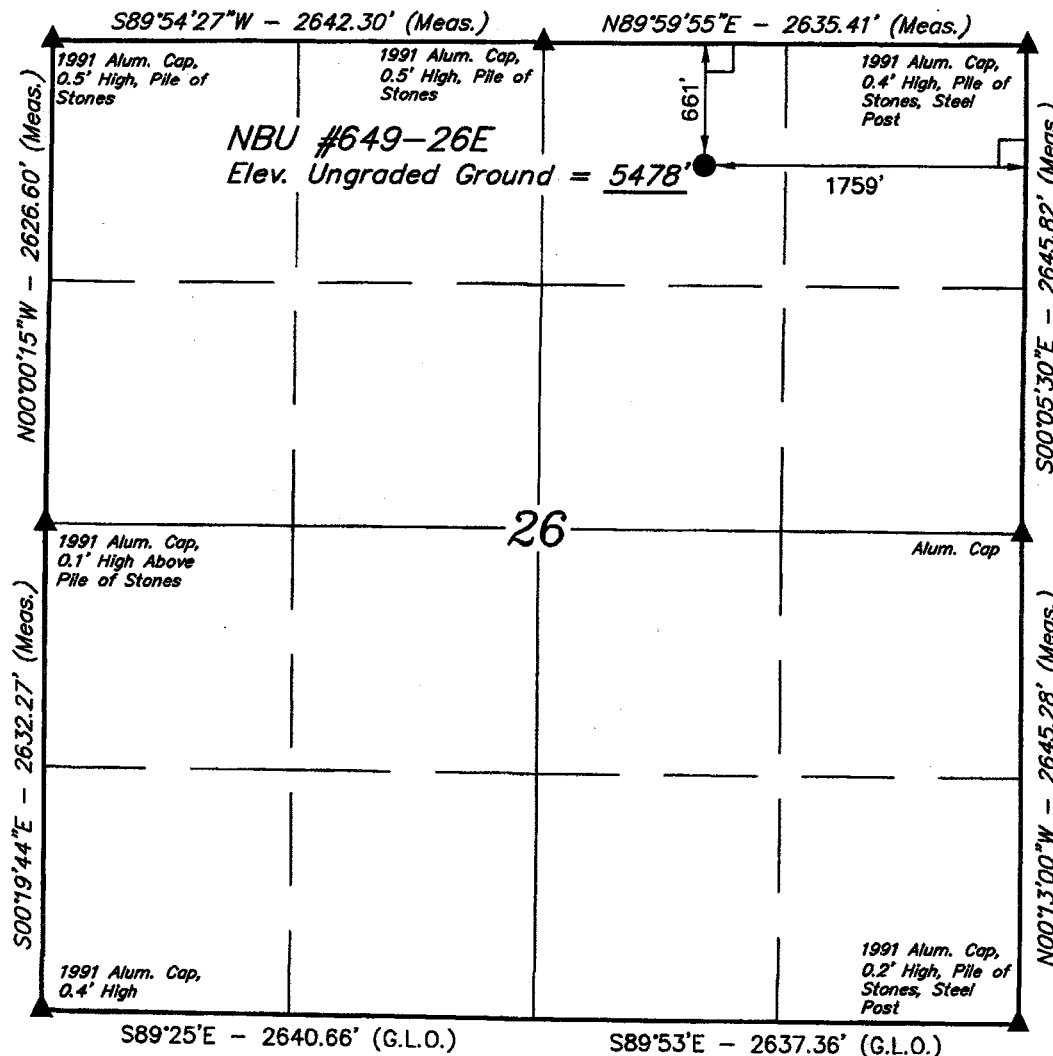 S89°54'27"W - 2642.30' (Meas.)
N89°59'55"E - 2635.41' (Meas.)
1991 Alum. Cap,
0.5' High, Pile of
Stones
1991 Alum. Cap,
0.5' High, Pile of
Stones
1991 Alum. Cap,
0.4' High, Pile of
Stones, Steel
Post
661'
NBU #649-26E
Elev. Ungraded Ground = 5478'
1759'
N00°00'15"W - 2626.60' (Meas.)
S00°05'30"E - 2645.82' (Meas.)
26
1991 Alum. Cap,
0.1' High Above
Pile of Stones
Alum. Cap
S00°19'44"E - 2632.27' (Meas.)
N00°13'00"W - 2645.28' (Meas.)
1991 Alum. Cap,
0.4' High
1991 Alum. Cap,
0.2' High, Pile of
Stones, Steel
Post
S89°25'E - 2640.66' (G.L.O.)
S89°53'E - 2637.36' (G.L.O.)